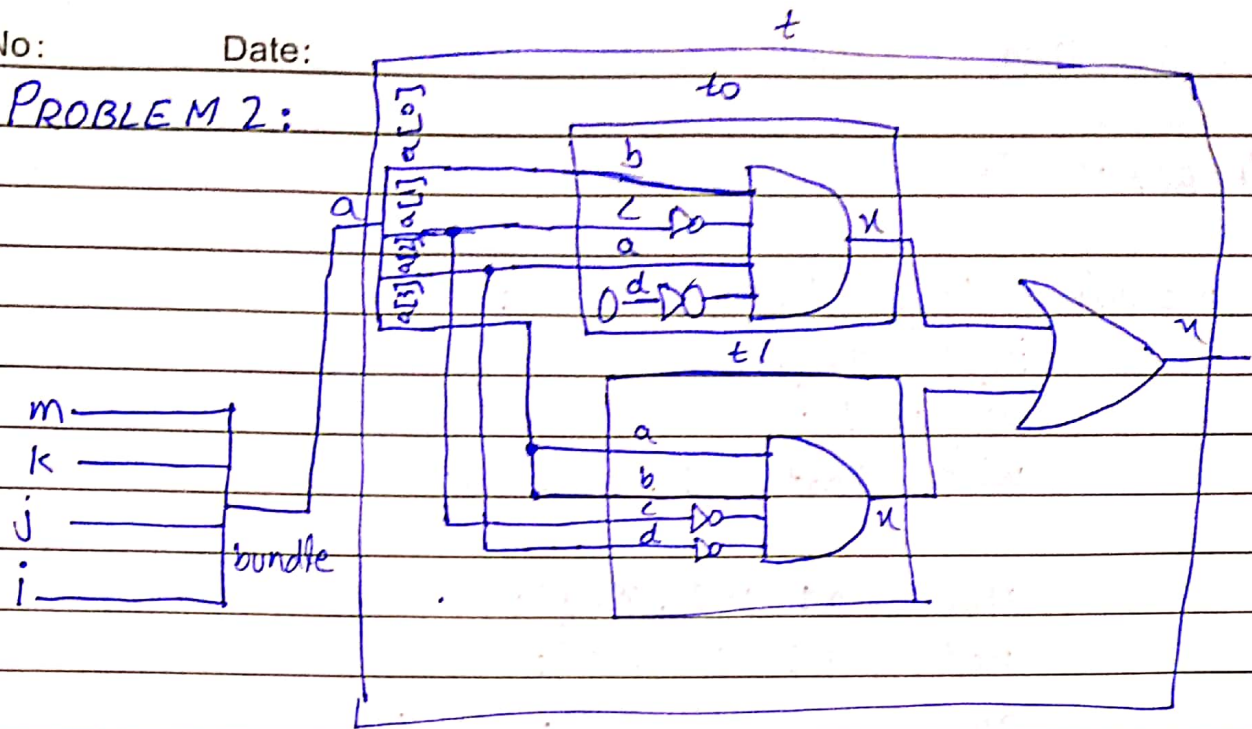 No: Date:
t
PROBLEM 2:
to
a[0]
a[1]
a[2]
a[3]
a
b
c
a
0 d
x
t1
x
m
k
j
i
bundle
a
b
c
d
x